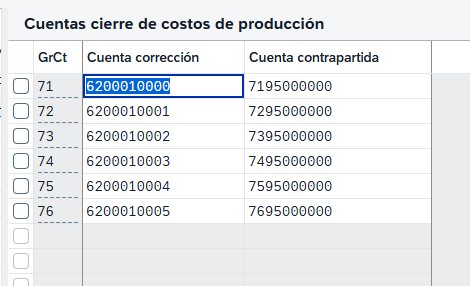 Cuentas cierre de costos de producción
GrCt Cuenta corrección Cuenta contrapartida
71 6200010000 7195000000
72 6200010001 7295000000
73 6200010002 7395000000
74 6200010003 7495000000
75 6200010004 7595000000
76 6200010005 7695000000